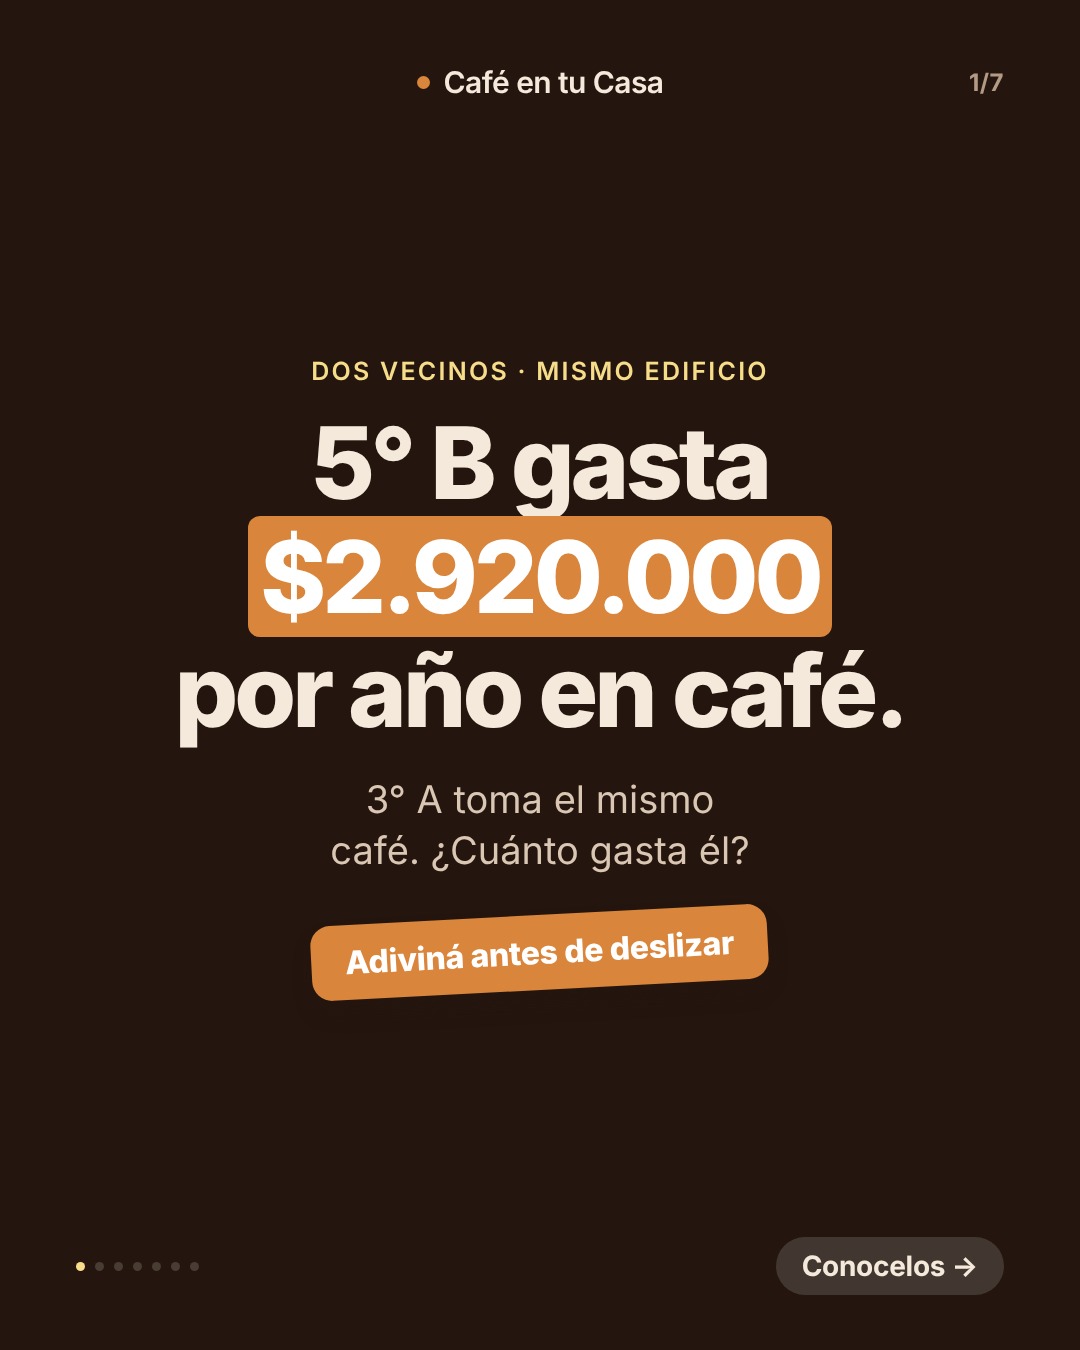 Café en tu Casa
1/7
DOS VECINOS · MISMO EDIFICIO
5° B gasta
$2.920.000
por año en café.
3° A toma el mismo
café. ¿Cuánto gasta él?
Adiviná antes de deslizar
Conocelos →